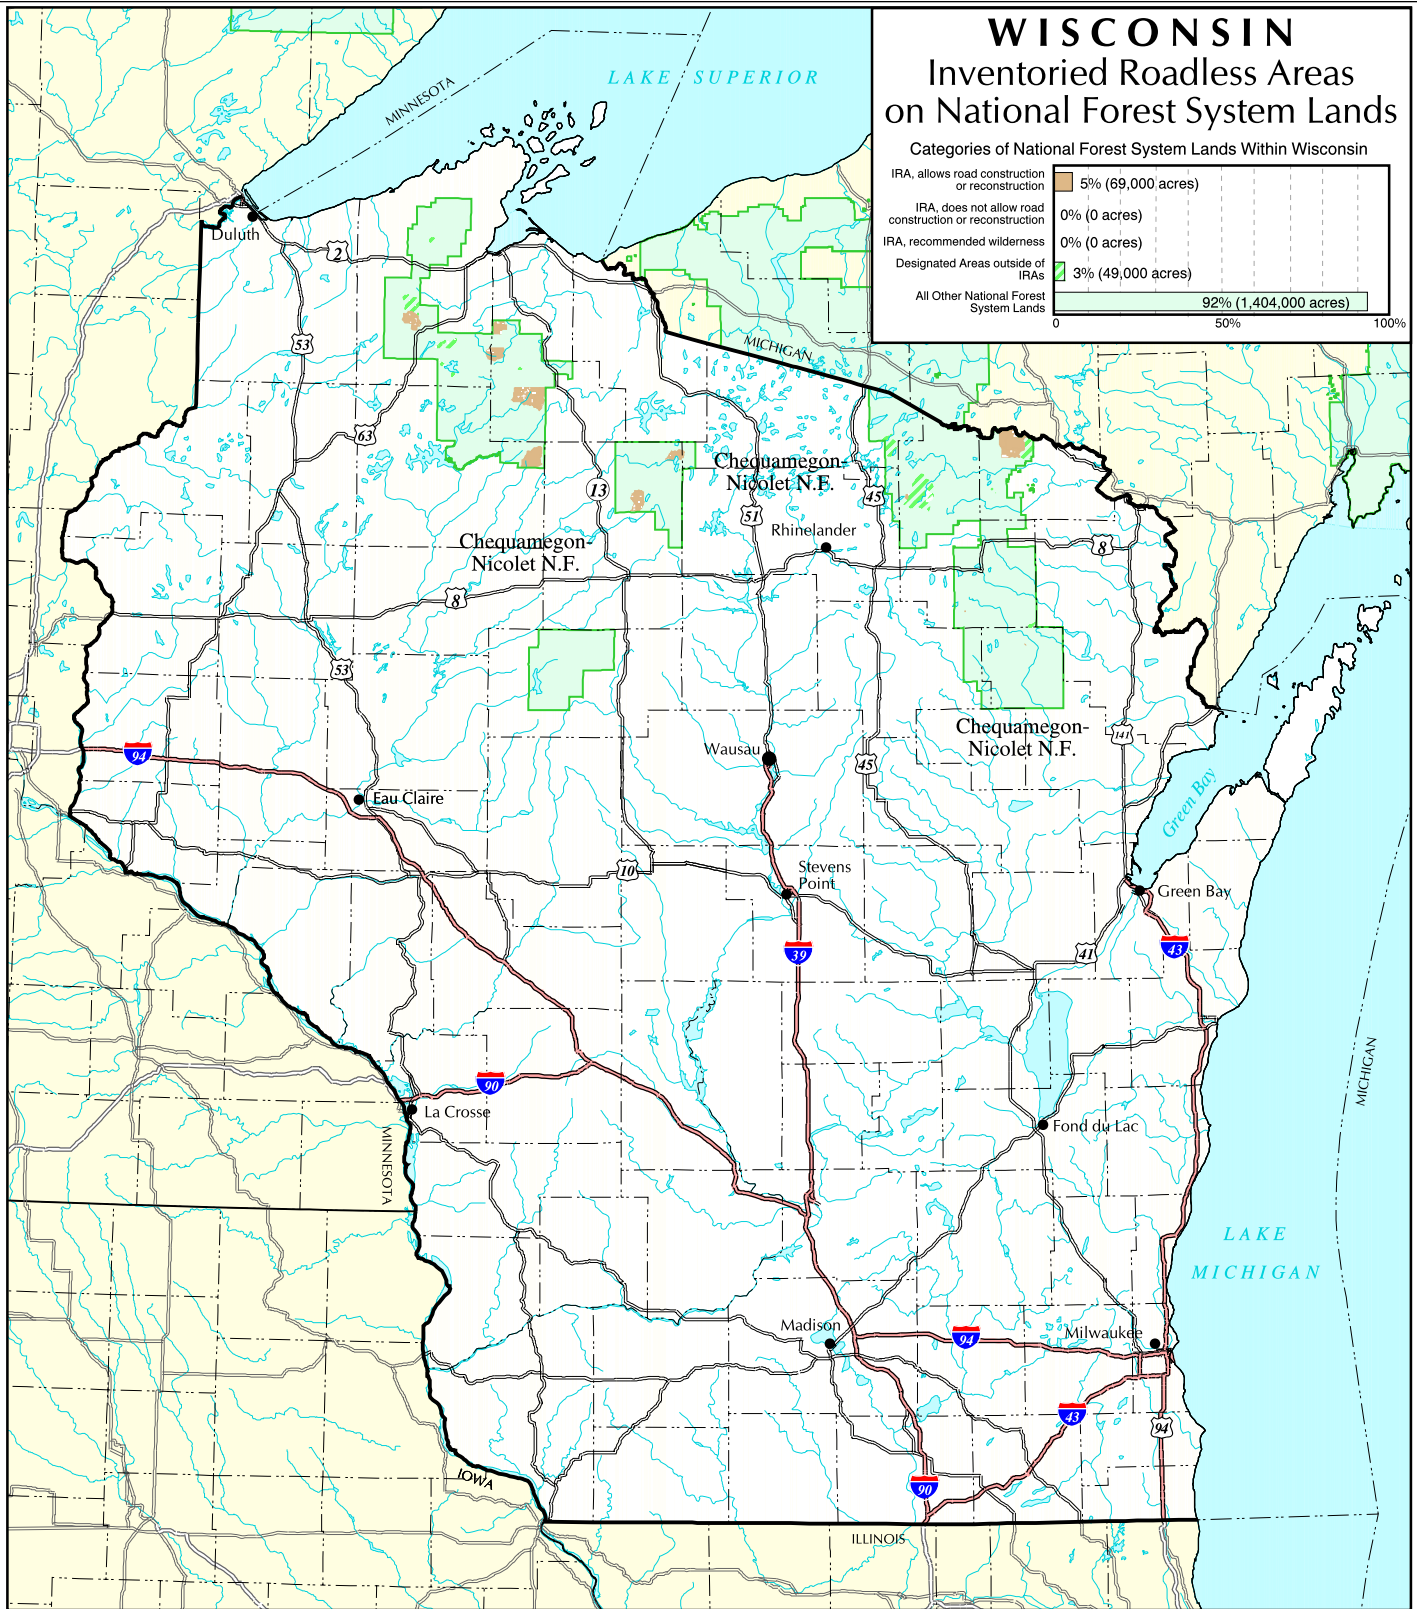 WISCONSIN
Inventoried Roadless Areas
on National Forest System Lands
Categories of National Forest System Lands Within Wisconsin
IRA, allows road construction
or reconstruction
5% (69,000 acres)
IRA, does not allow road
construction or reconstruction
0% (0 acres)
IRA, recommended wilderness
0% (0 acres)
Designated Areas outside of
IRAs
3% (49,000 acres)
All Other National Forest
System Lands
92% (1,404,000 acres)
0 50% 100%
LAKE SUPERIOR
MINNESOTA
Duluth
2
53
MICHIGAN
63
13
Chequamegon-
Nicolet N.F.
45
51
Rhinelander
Chequamegon-
Nicolet N.F.
8
8
53
Chequamegon-
Nicolet N.F.
141
94
Wausau
45
Eau Claire
Green Bay
10
Stevens
Point
Green Bay
39
41
43
90
La Crosse
MICHIGAN
Fond du Lac
MINNESOTA
LAKE
MICHIGAN
Madison
94
Milwaukee
43
94
IOWA
90
ILLINOIS